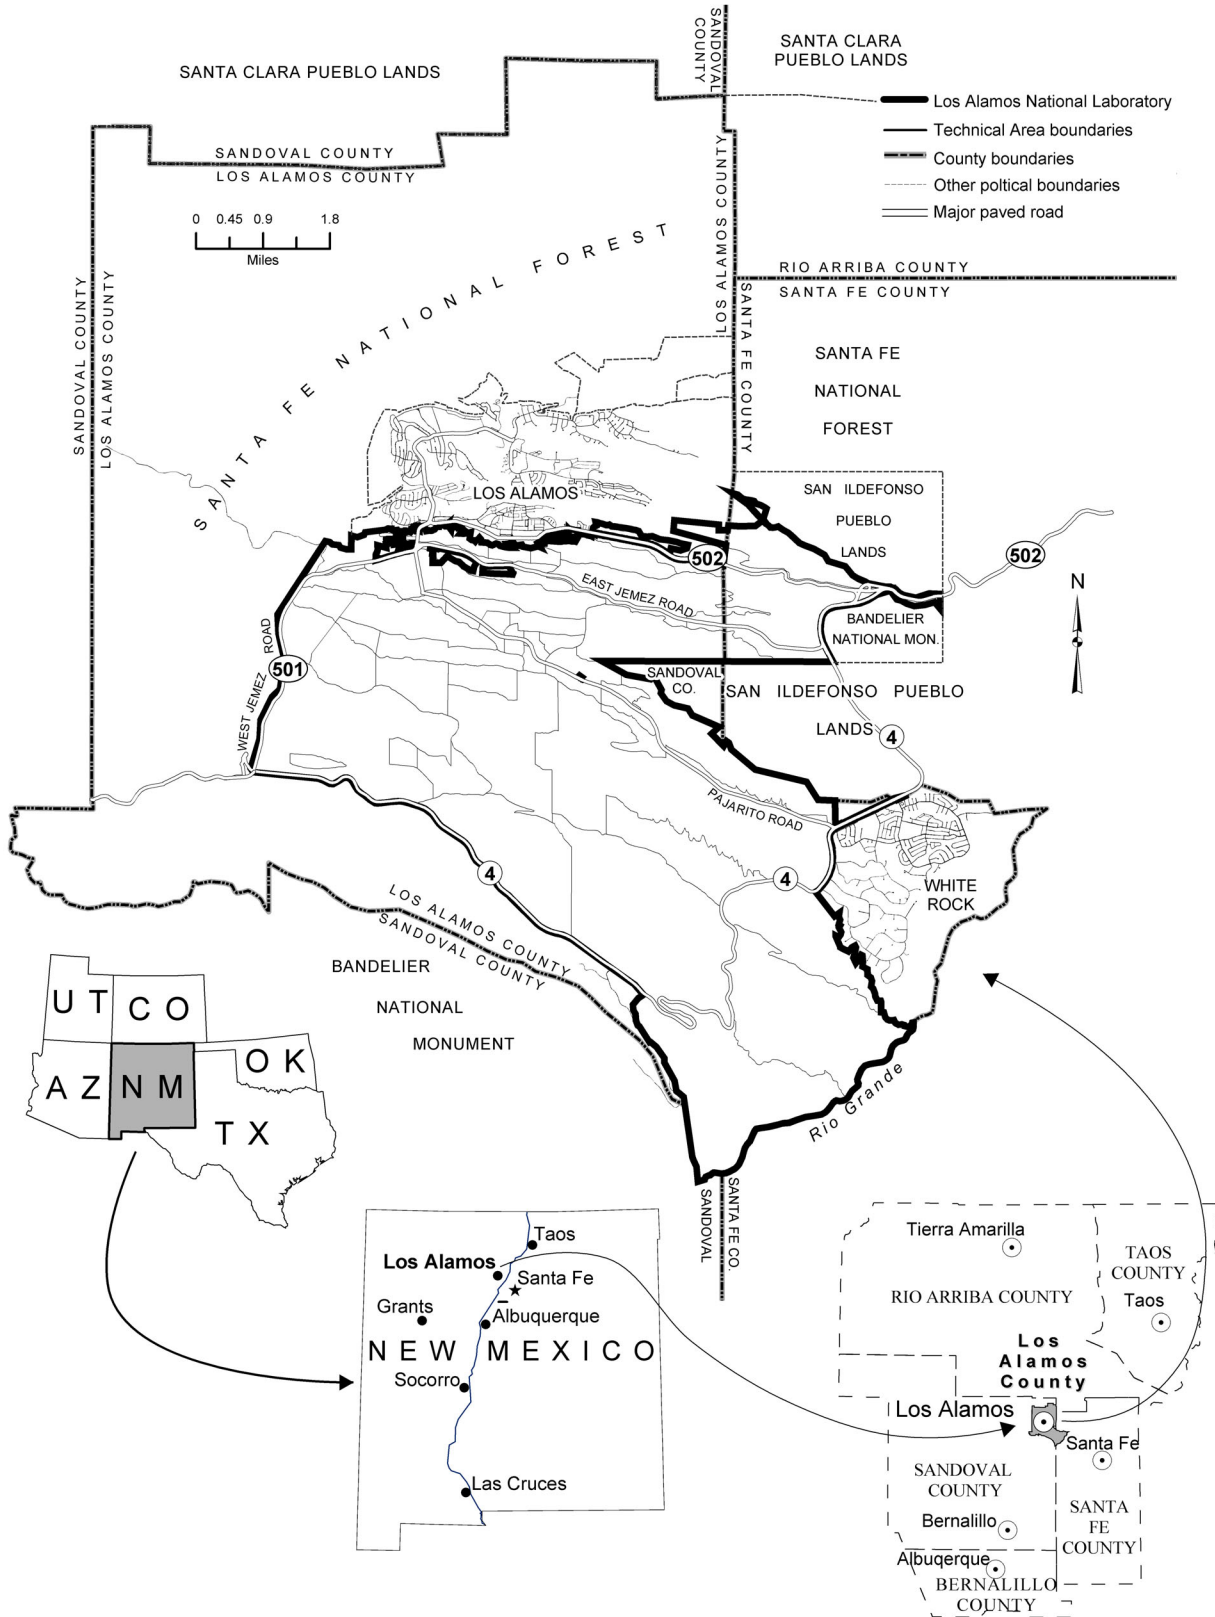 SANDOVAL
COUNTY
SANTA CLARA
PUEBLO LANDS
SANTA CLARA PUEBLO LANDS
Los Alamos National Laboratory
Technical Area boundaries
County boundaries
Other poltical boundaries
Major paved road
SANDOVAL COUNTY
LOS ALAMOS COUNTY
0 0.45 0.9 1.8
Miles
SANTA FE NATIONAL FOREST
LOS ALAMOS COUNTY
SANTA FE COUNTY
RIO ARRIBA COUNTY
SANTA FE COUNTY
SANDOVAL COUNTY
LOS ALAMOS COUNTY
SANTA FE
NATIONAL
FOREST
LOS ALAMOS
SAN ILDEFONSO
PUEBLO
LANDS
502
502
EAST JEMEZ ROAD
BANDELIER
NATIONAL MON.
N
WEST JEMEZ ROAD
501
SANDOVAL
CO.
SAN ILDEFONSO PUEBLO
LANDS
4
PAJARITO ROAD
4
4
WHITE
ROCK
LOS ALAMOS COUNTY
SANDOVAL COUNTY
BANDELIER
NATIONAL
MONUMENT
Rio Grande
SANDOVAL
SANTA FE CO.
UT
CO
AZ
NM
OK
TX
Taos
Los Alamos
Santa Fe
Grants
Albuquerque
NEW MEXICO
Socorro
Las Cruces
Tierra Amarilla
TAOS
COUNTY
RIO ARRIBA COUNTY
Taos
Los
Alamos
County
Los Alamos
Santa Fe
SANDOVAL
COUNTY
SANTA
FE
COUNTY
Bernalillo
Albuqerque
BERNALILLO
COUNTY